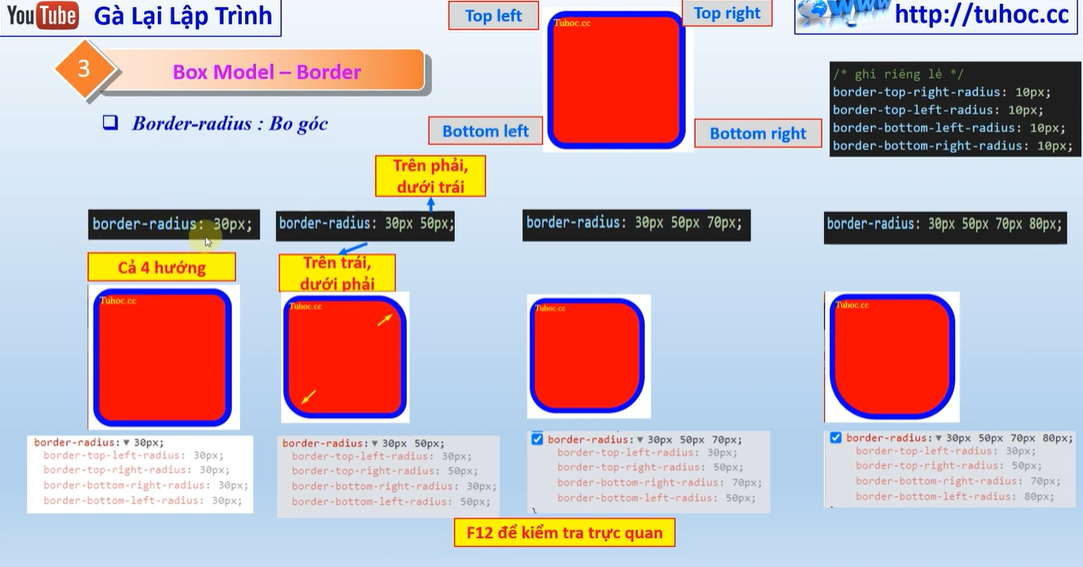 YouTube Gà Lại Lập Trình
Top left
Top right
Www http://tuhoc.cc
3
Box Model – Border
Border-radius : Bo góc
Tuhoc.cc
Bottom left
Bottom right
/* ghi riêng lẻ */
border-top-right-radius: 10px;
border-top-left-radius: 10px;
border-bottom-left-radius: 10px;
border-bottom-right-radius: 10px;
Trên phải,
dưới trái
border-radius: 30px;
border-radius: 30px 50px;
border-radius: 30px 50px 70px;
border-radius: 30px 50px 70px 80px;
Cả 4 hướng
Trên trái,
dưới phải
Tuhoc.cc
Tuhoc.cc
Tuhoc.cc
Tuhoc.cc
border-radius: 30px;
border-top-left-radius: 30px;
border-top-right-radius: 30px;
border-bottom-right-radius: 30px;
border-bottom-left-radius: 30px;
border-radius: 30px 50px;
border-top-left-radius: 30px;
border-top-right-radius: 50px;
border-bottom-right-radius: 30px;
border-bottom-left-radius: 50px;
border-radius: 30px 50px 70px;
border-top-left-radius: 30px;
border-top-right-radius: 50px;
border-bottom-right-radius: 70px;
border-bottom-left-radius: 50px;
}
border-radius: 30px 50px 70px 80px;
border-top-left-radius: 30px;
border-top-right-radius: 50px;
border-bottom-right-radius: 70px;
border-bottom-left-radius: 80px;
F12 để kiểm tra trực quan